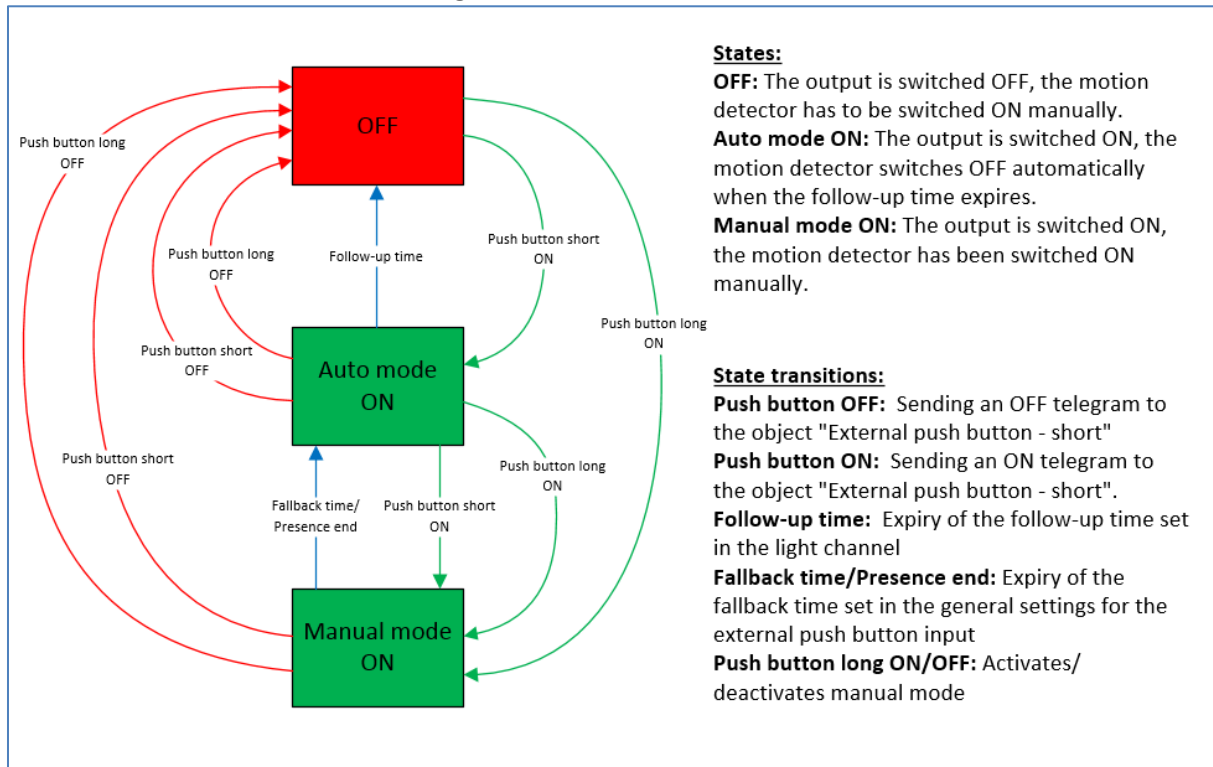 OFF
Push button long
OFF
Push button long
OFF
Follow-up time
Push button short
ON
Push button long
ON
Push button short
OFF
Auto mode
ON
Push button short
OFF
Push button long
ON
Fallback time/
Presence end
Push button short
ON
Manual mode
ON
States:
OFF: The output is switched OFF, the motion
detector has to be switched ON manually.
Auto mode ON: The output is switched ON, the
motion detector switches OFF automatically
when the follow-up time expires.
Manual mode ON: The output is switched ON,
the motion detector has been switched ON
manually.
State transitions:
Push button OFF:  Sending an OFF telegram to
the object "External push button - short"
Push button ON:  Sending an ON telegram to
the object "External push button - short".
Follow-up time:  Expiry of the follow-up time set
in the light channel
Fallback time/Presence end: Expiry of the
fallback time set in the general settings for the
external push button input
Push button long ON/OFF: Activates/
deactivates manual mode